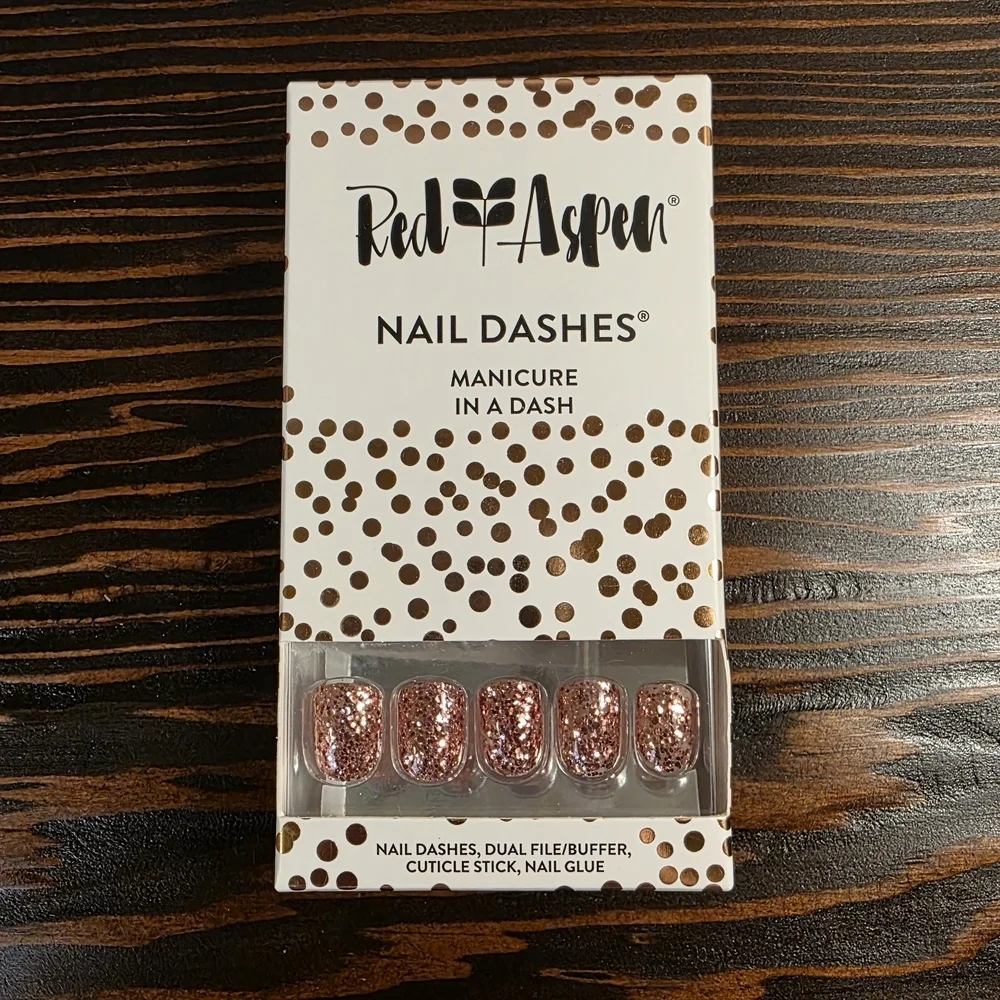 Red Aspen®
NAIL DASHES®
MANICURE
IN A DASH
NAIL DASHES, DUAL FILE/BUFFER,
CUTICLE STICK, NAIL GLUE